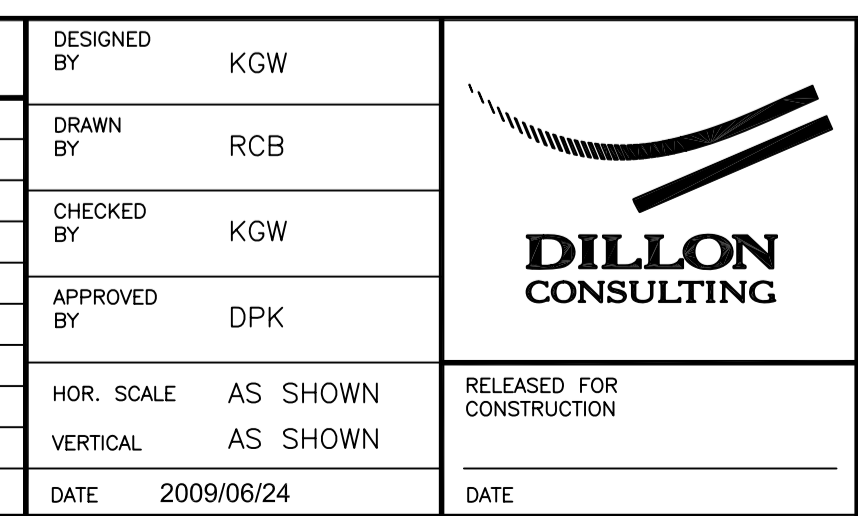 DESIGNED
BY KGW
DRAWN
BY RCB
CHECKED
BY KGW
APPROVED
BY DPK
HOR. SCALE AS SHOWN
VERTICAL AS SHOWN
DATE 2009/06/24
DILLON
CONSULTING
RELEASED FOR
CONSTRUCTION
DATE